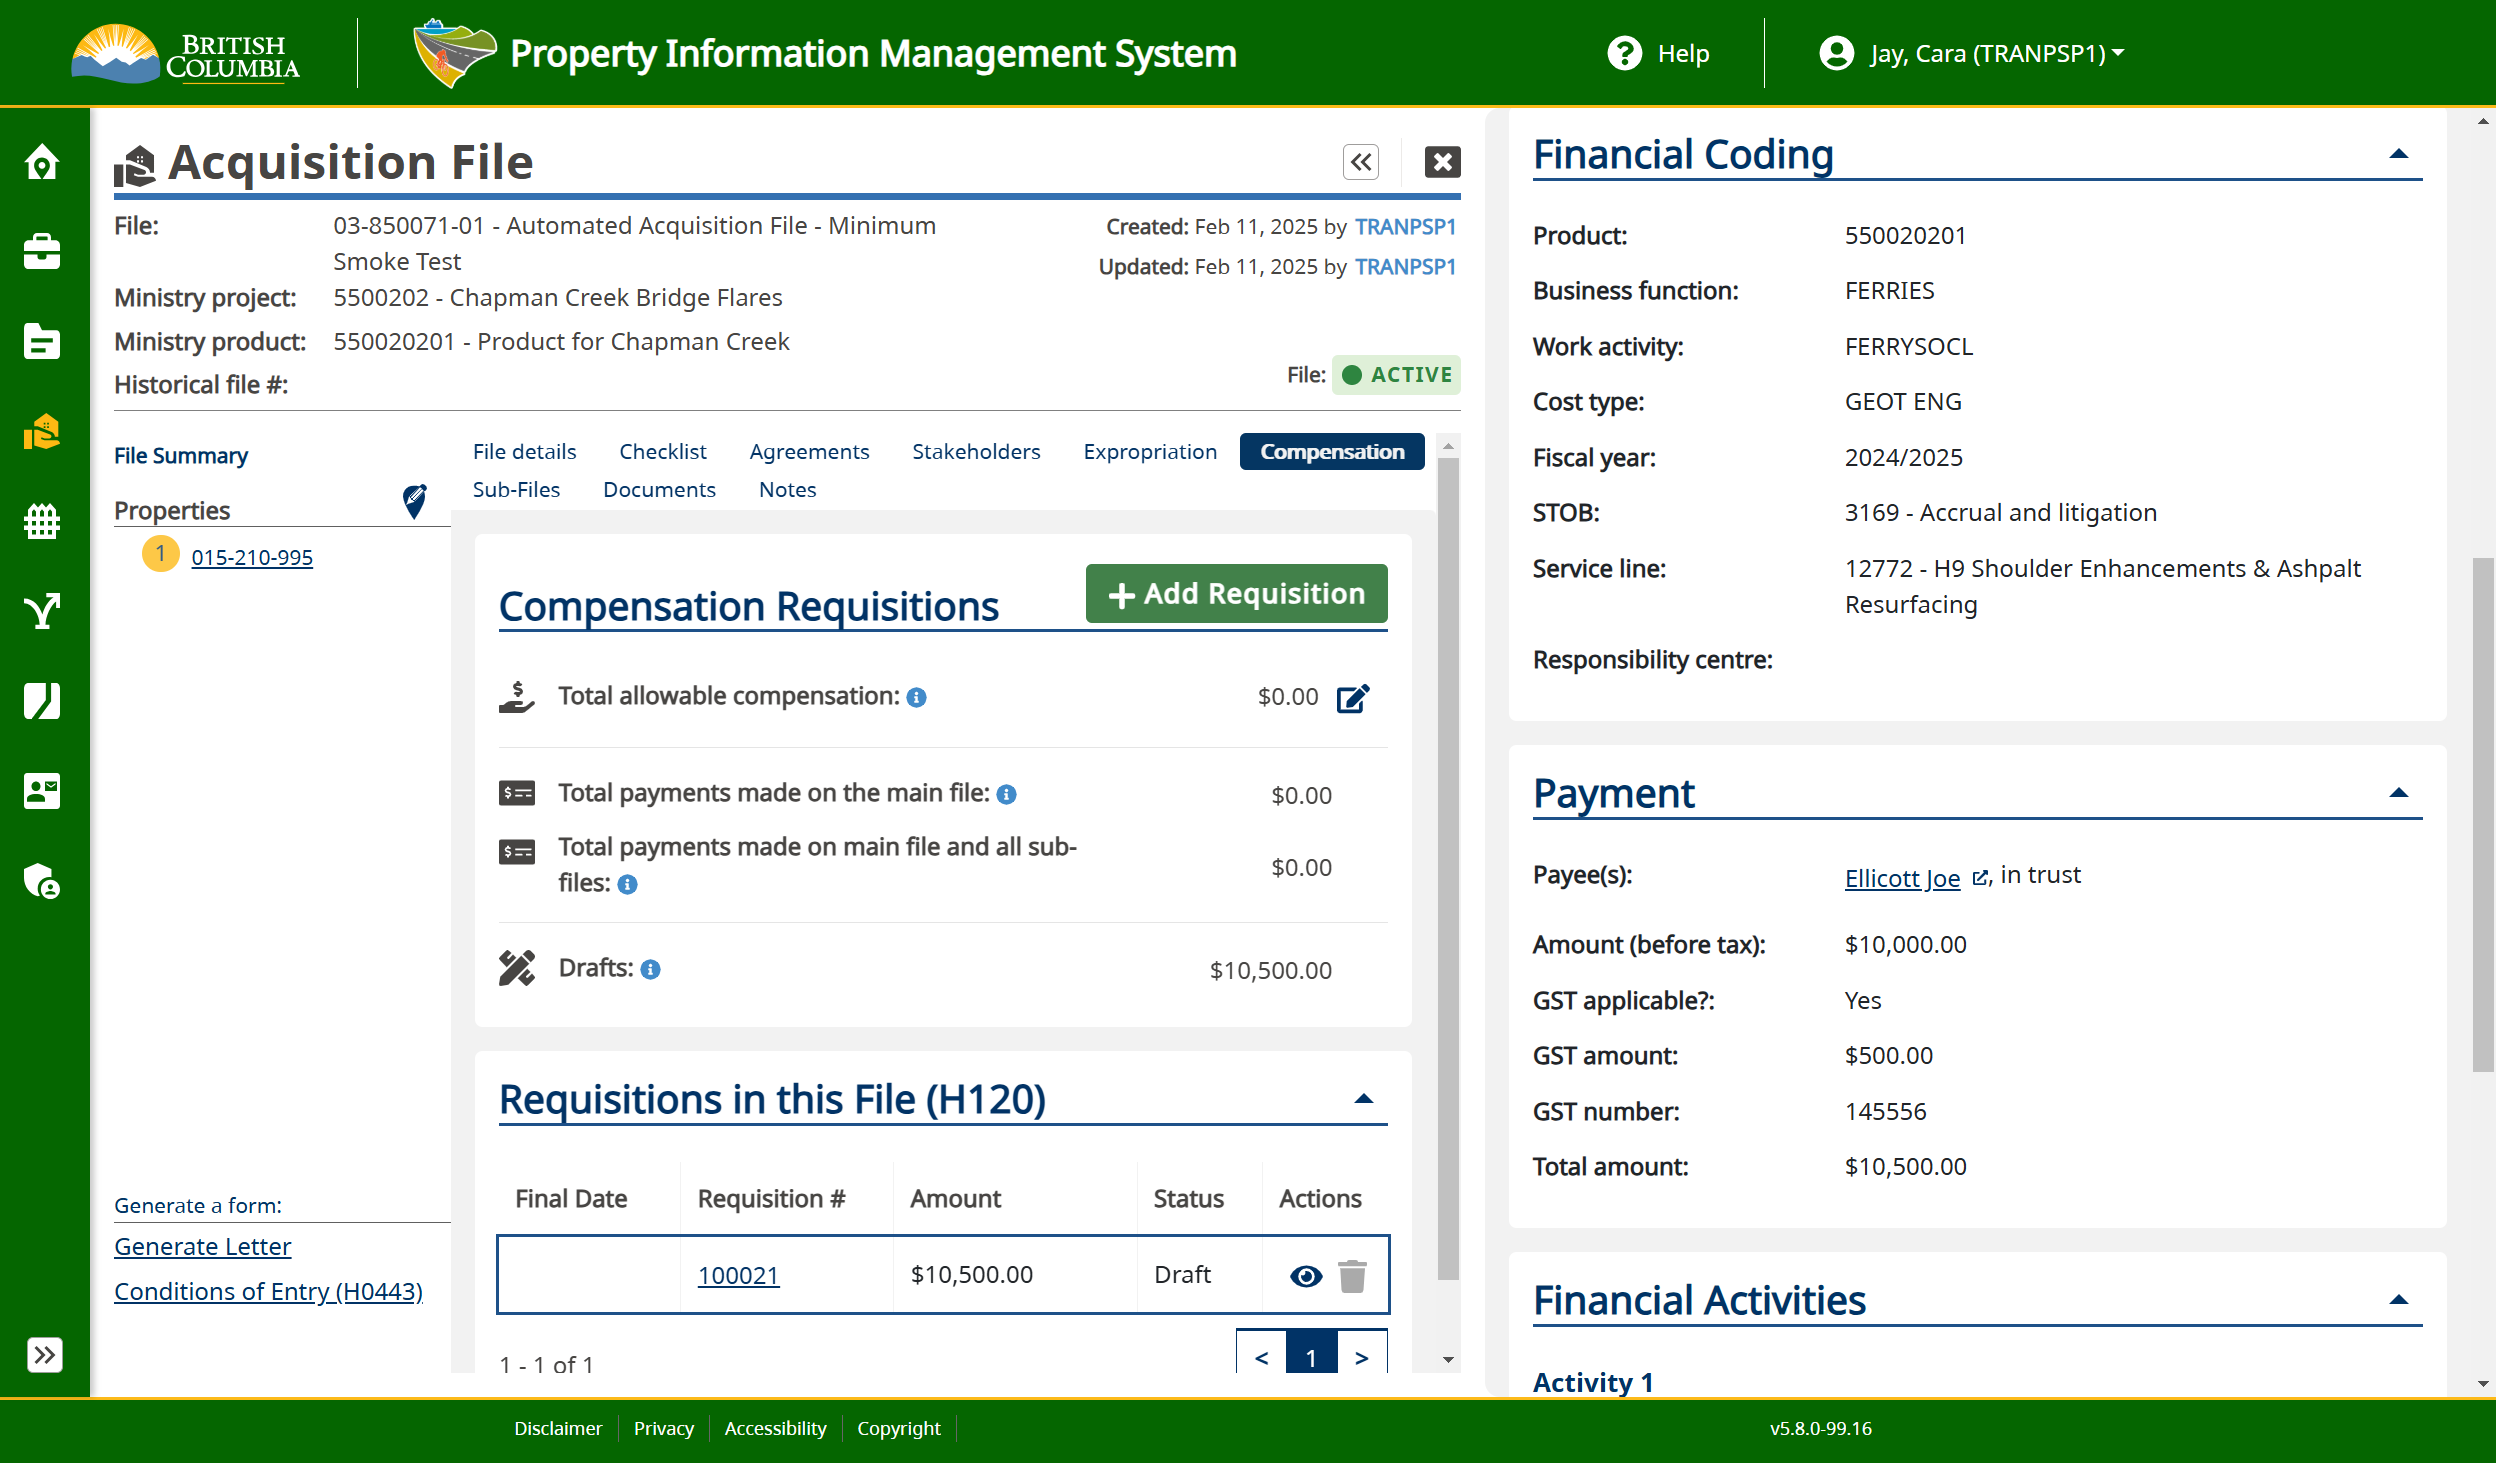 BRITISH
COLUMBIA
Property Information Management System
Help
Jay, Cara (TRANPSP1)
Acquisition File
File: 03-850071-01 - Automated Acquisition File - Minimum
Smoke Test
Created: Feb 11, 2025 by TRANPSP1
Updated: Feb 11, 2025 by TRANPSP1
Ministry project: 5500202 - Chapman Creek Bridge Flares
Ministry product: 550020201 - Product for Chapman Creek
Historical file #:
File: ACTIVE
File Summary
Properties
1 015-210-995
Generate a form:
Generate Letter
Conditions of Entry (H0443)
File details Checklist Agreements Stakeholders Expropriation Compensation
Sub-Files Documents Notes
Compensation Requisitions
Add Requisition
Total allowable compensation: $0.00
Total payments made on the main file: $0.00
Total payments made on main file and all sub-
files: $0.00
Drafts: $10,500.00
Requisitions in this File (H120)
Final Date Requisition # Amount Status Actions
100021 $10,500.00 Draft
1 - 1 of 1
< 1 >
Financial Coding
Product: 550020201
Business function: FERRIES
Work activity: FERRYSOCL
Cost type: GEOT ENG
Fiscal year: 2024/2025
STOB: 3169 - Accrual and litigation
Service line: 12772 - H9 Shoulder Enhancements & Ashpalt
Resurfacing
Responsibility centre:
Payment
Payee(s): Ellicott Joe , in trust
Amount (before tax): $10,000.00
GST applicable?: Yes
GST amount: $500.00
GST number: 145556
Total amount: $10,500.00
Financial Activities
Activity 1
Disclaimer Privacy Accessibility Copyright
v5.8.0-99.16